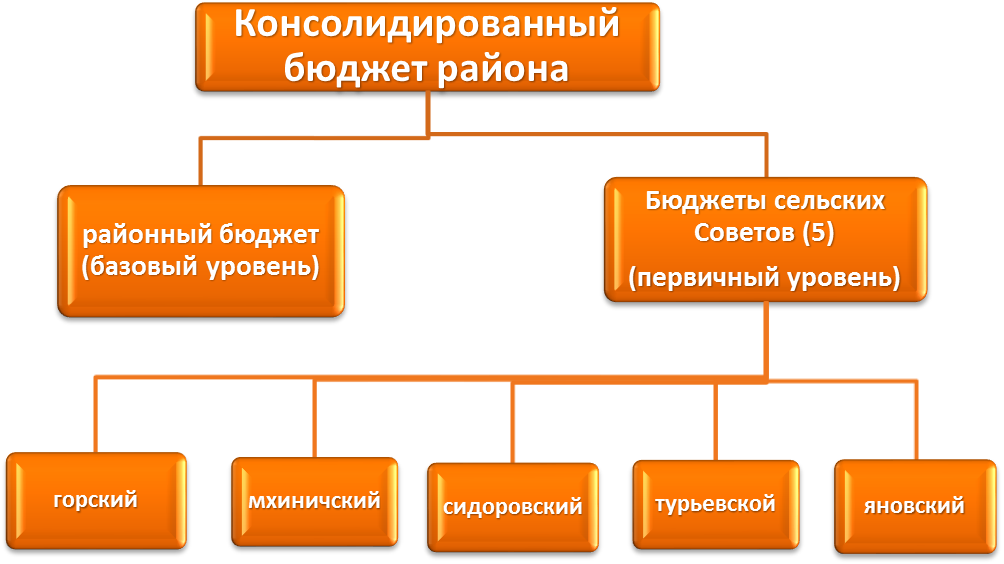 Консолидированный
бюджет района
районный бюджет
(базовый уровень)
Бюджеты сельских
Советов (5)
(первичный уровень)
горский
мхиничский
сидоровский
турьевской
яновский